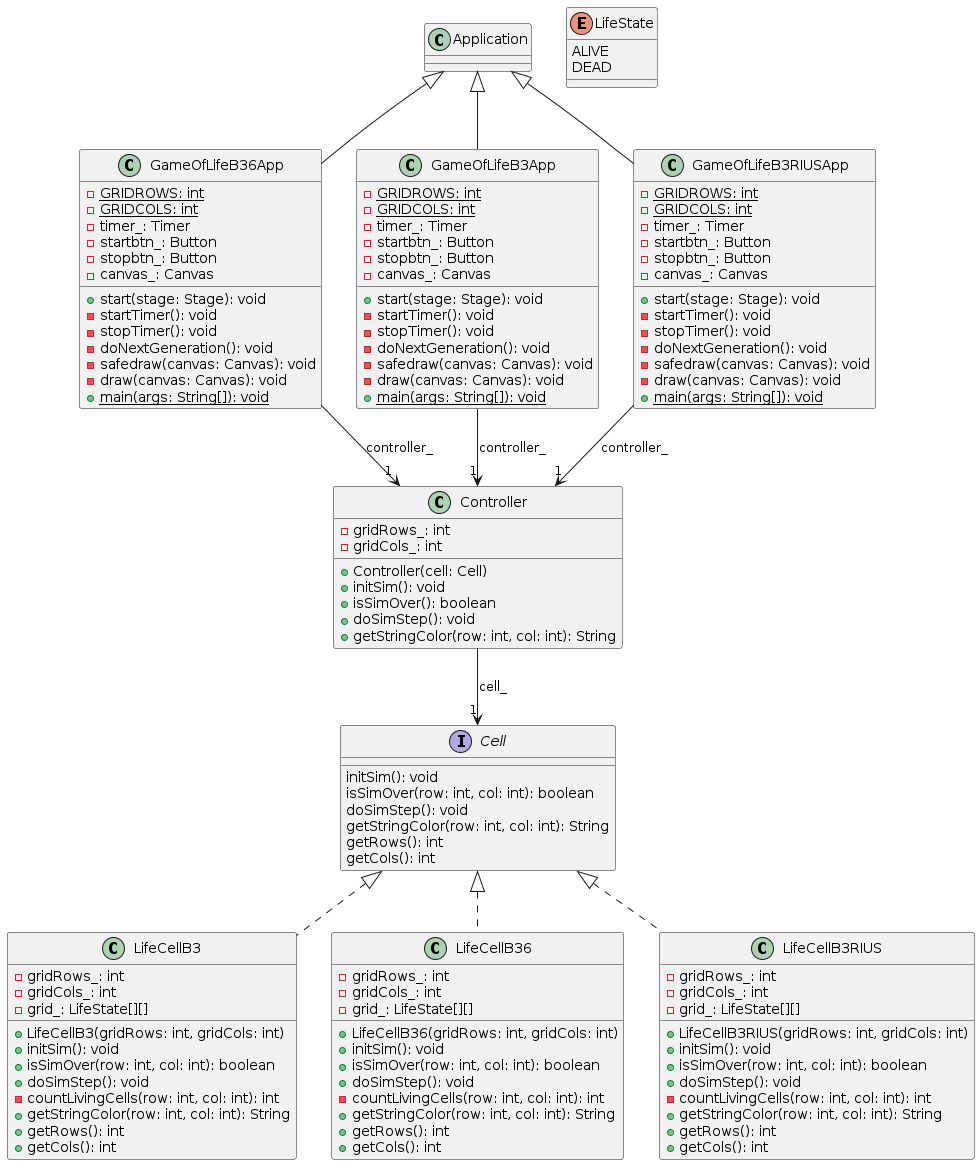 C Application
E LifeState
ALIVE
DEAD
C GameOfLifeB36App
GRIDROWS: int
GRIDCOLS: int
timer_: Timer
startbtn_: Button
stopbtn_: Button
canvas_: Canvas
start(stage: Stage): void
startTimer(): void
stopTimer(): void
doNextGeneration(): void
safedraw(canvas: Canvas): void
draw(canvas: Canvas): void
main(args: String[]): void
C GameOfLifeB3App
GRIDROWS: int
GRIDCOLS: int
timer_: Timer
startbtn_: Button
stopbtn_: Button
canvas_: Canvas
start(stage: Stage): void
startTimer(): void
stopTimer(): void
doNextGeneration(): void
safedraw(canvas: Canvas): void
draw(canvas: Canvas): void
main(args: String[]): void
C GameOfLifeB3RIUSApp
GRIDROWS: int
GRIDCOLS: int
timer_: Timer
startbtn_: Button
stopbtn_: Button
canvas_: Canvas
start(stage: Stage): void
startTimer(): void
stopTimer(): void
doNextGeneration(): void
safedraw(canvas: Canvas): void
draw(canvas: Canvas): void
main(args: String[]): void
controller_
1
controller_
1
controller_
1
C Controller
gridRows_: int
gridCols_: int
Controller(cell: Cell)
initSim(): void
isSimOver(): boolean
doSimStep(): void
getStringColor(row: int, col: int): String
cell_
1
I Cell
initSim(): void
isSimOver(row: int, col: int): boolean
doSimStep(): void
getStringColor(row: int, col: int): String
getRows(): int
getCols(): int
C LifeCellB3
gridRows_: int
gridCols_: int
grid_: LifeState[][]
LifeCellB3(gridRows: int, gridCols: int)
initSim(): void
isSimOver(row: int, col: int): boolean
doSimStep(): void
countLivingCells(row: int, col: int): int
getStringColor(row: int, col: int): String
getRows(): int
getCols(): int
C LifeCellB36
gridRows_: int
gridCols_: int
grid_: LifeState[][]
LifeCellB36(gridRows: int, gridCols: int)
initSim(): void
isSimOver(row: int, col: int): boolean
doSimStep(): void
countLivingCells(row: int, col: int): int
getStringColor(row: int, col: int): String
getRows(): int
getCols(): int
C LifeCellB3RIUS
gridRows_: int
gridCols_: int
grid_: LifeState[][]
LifeCellB3RIUS(gridRows: int, gridCols: int)
initSim(): void
isSimOver(row: int, col: int): boolean
doSimStep(): void
countLivingCells(row: int, col: int): int
getStringColor(row: int, col: int): String
getRows(): int
getCols(): int